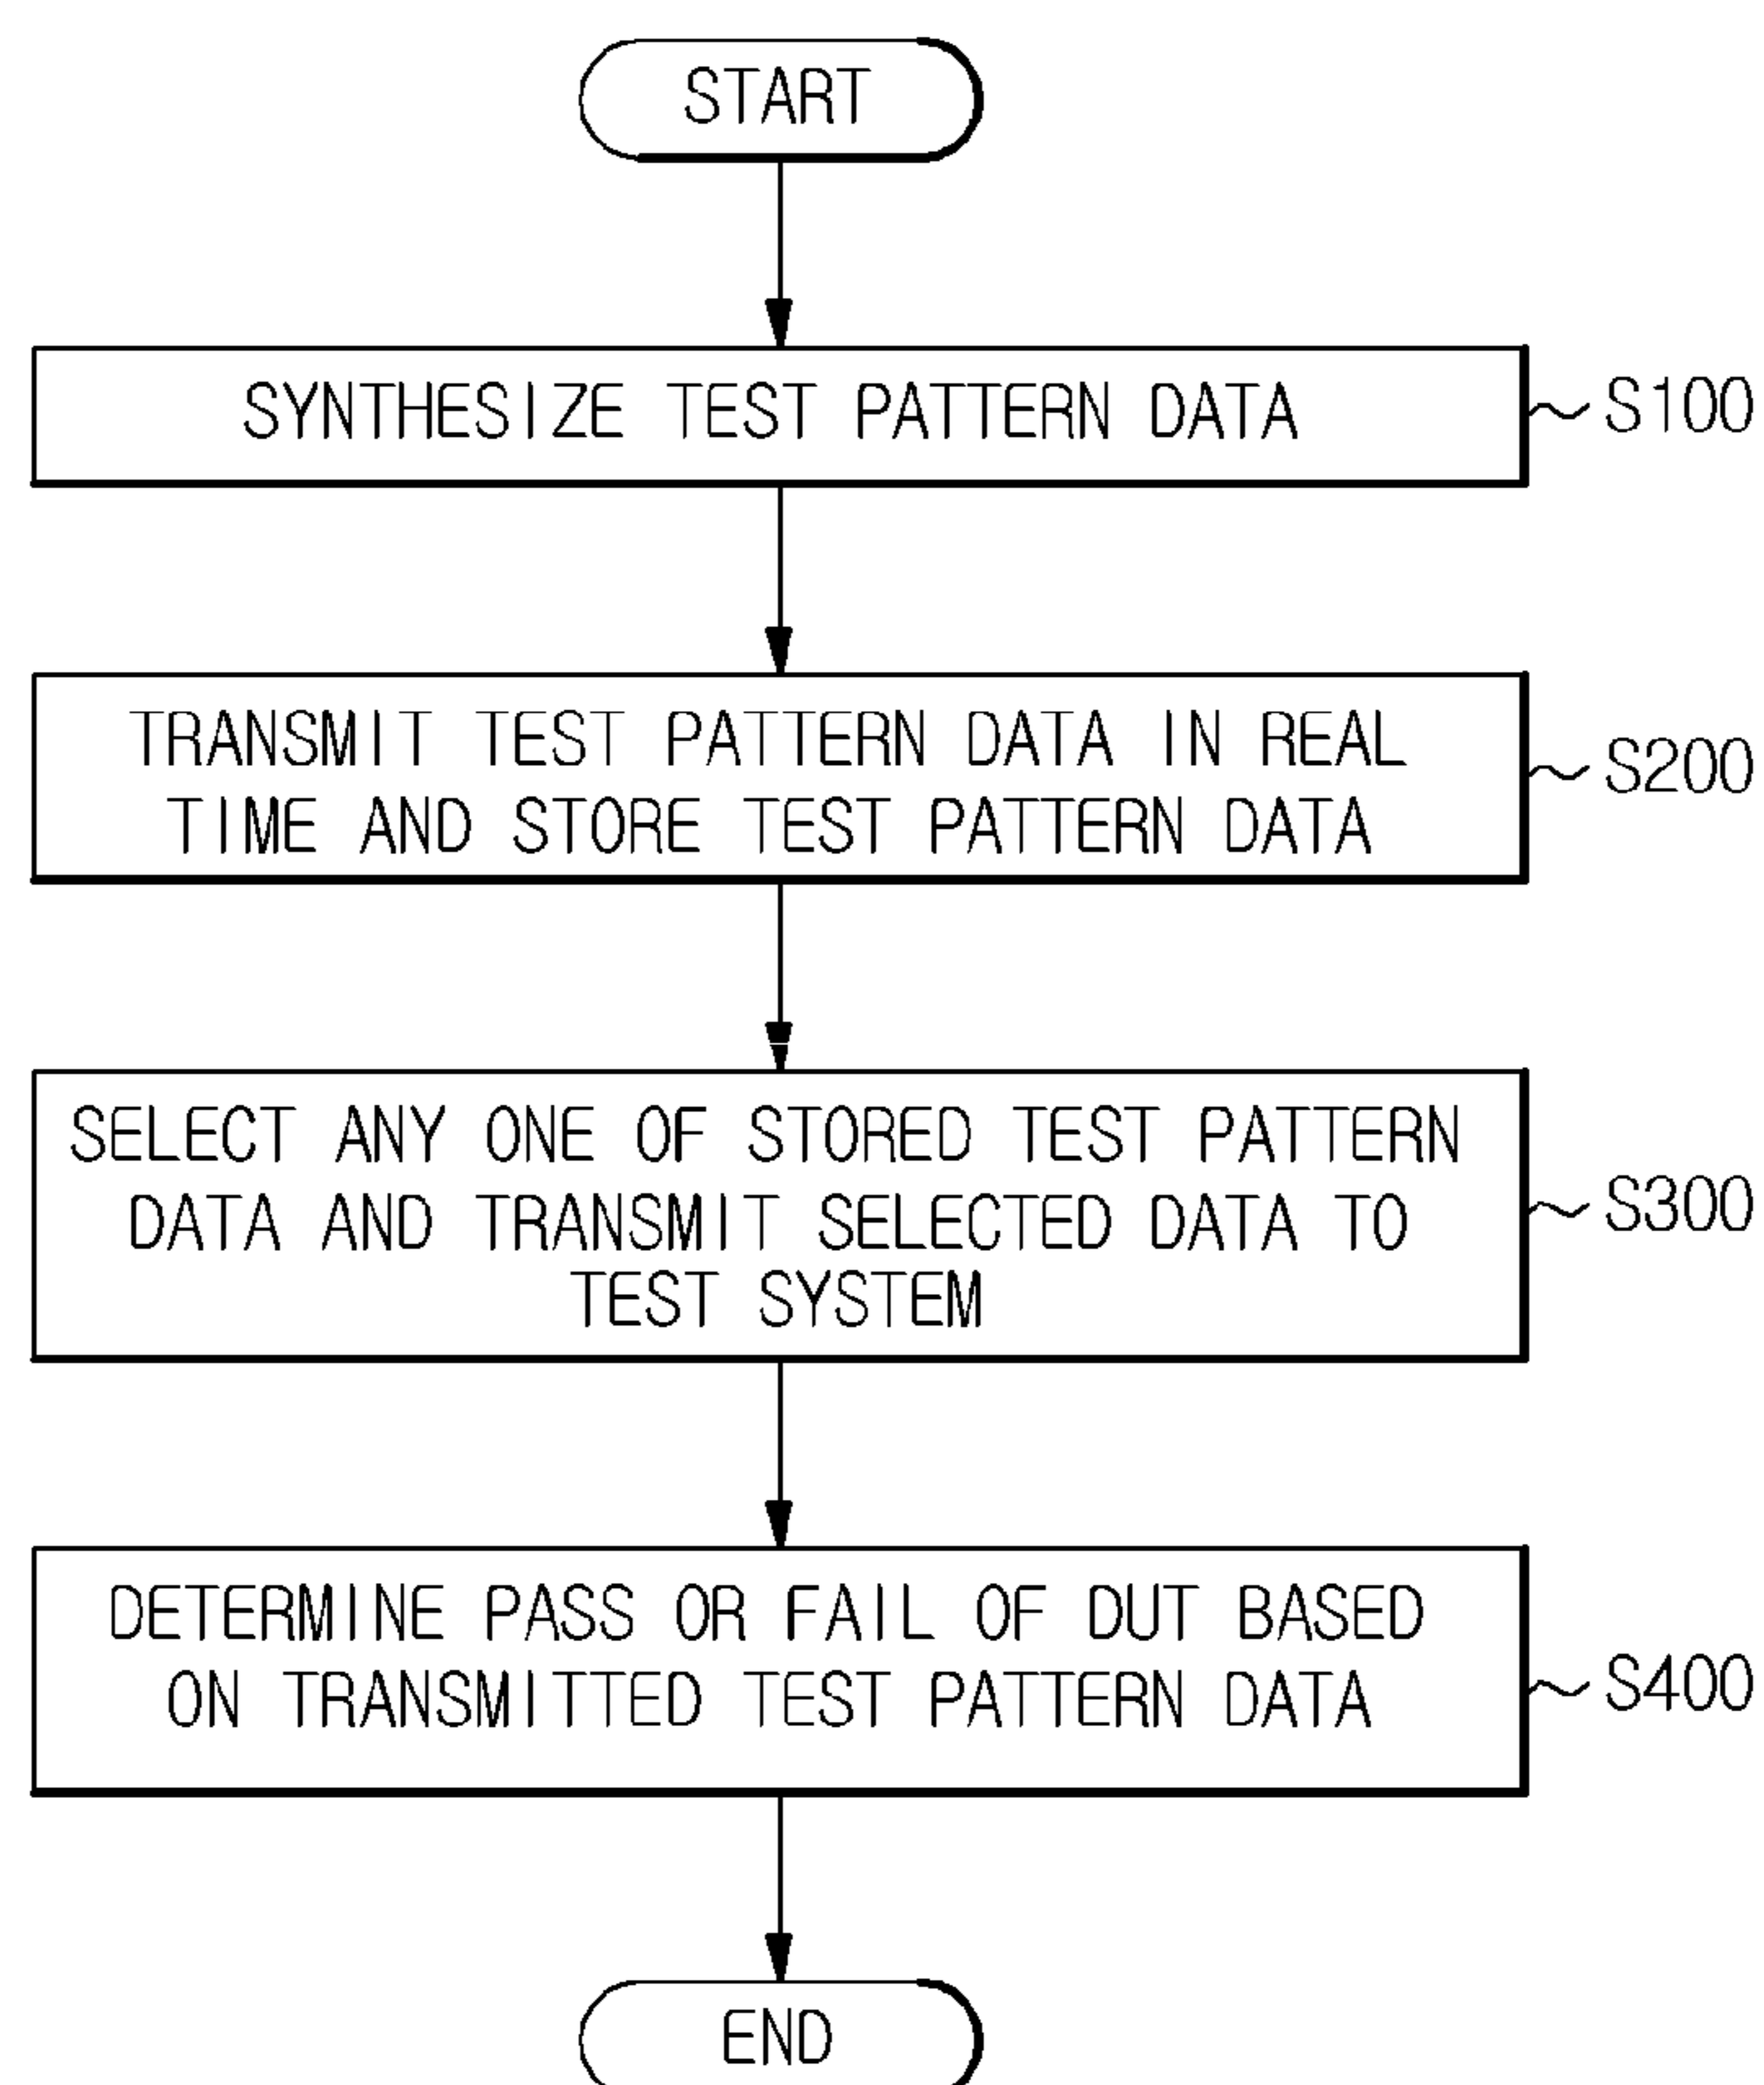 START
SYNTHESIZE TEST PATTERN DATA
S100
TRANSMIT TEST PATTERN DATA IN REAL
TIME AND STORE TEST PATTERN DATA
S200
SELECT ANY ONE OF STORED TEST PATTERN
DATA AND TRANSMIT SELECTED DATA TO
TEST SYSTEM
S300
DETERMINE PASS OR FAIL OF DUT BASED
ON TRANSMITTED TEST PATTERN DATA
S400
END